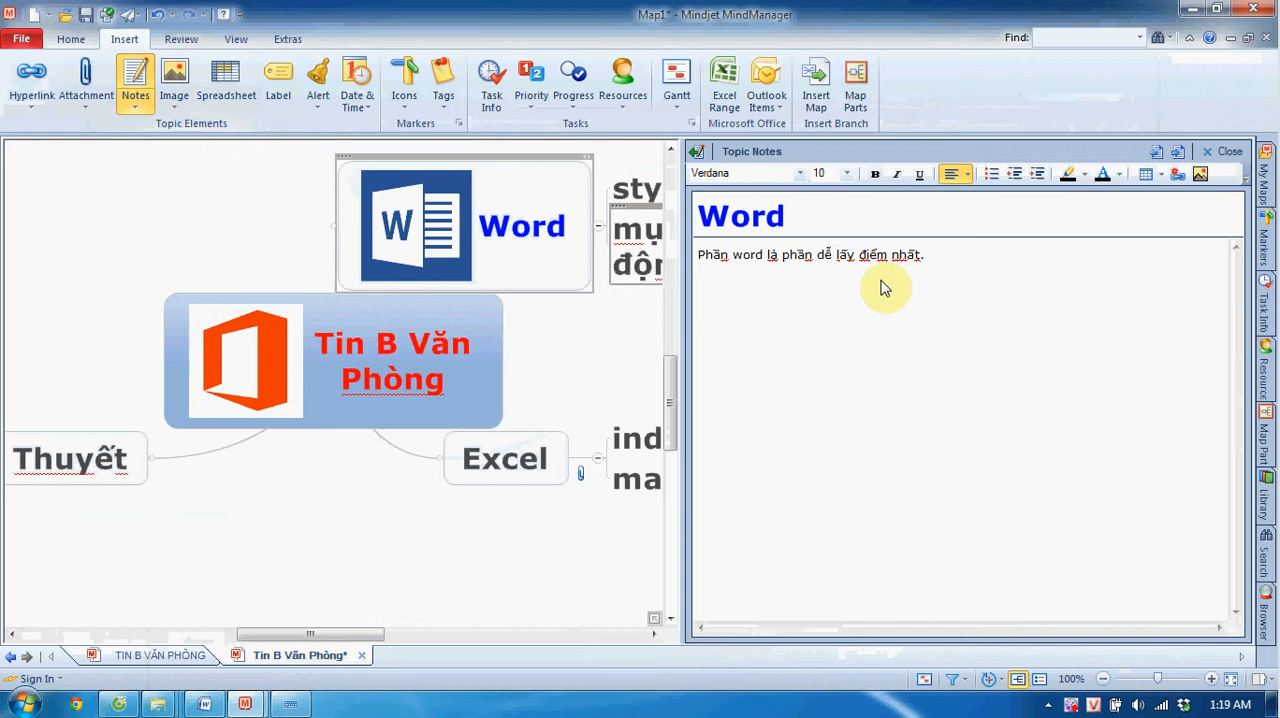 Map1* - Mindjet MindManager
File Home Insert Review View Extras Find:
Hyperlink Attachment Notes Image Spreadsheet Label Alert Date & Time Icons Tags Task Info Priority Progress Resources Gantt Excel Range Outlook Items Insert Map Map Parts
Topic Elements Markers Tasks Microsoft Office Insert Branch
Topic Notes Close
Verdana 10 B I U
Word
Phần word là phần dễ lấy điểm nhất.
W Word
sty
mụ
độn
Tin B Văn
Phòng
Thuyết
Excel
ind
ma
My Maps
Markers
Task Info
Resource
Map Parts
Library
Search
Browser
TIN B VĂN PHÒNG Tin B Văn Phòng*
Sign In 100%
1:19 AM